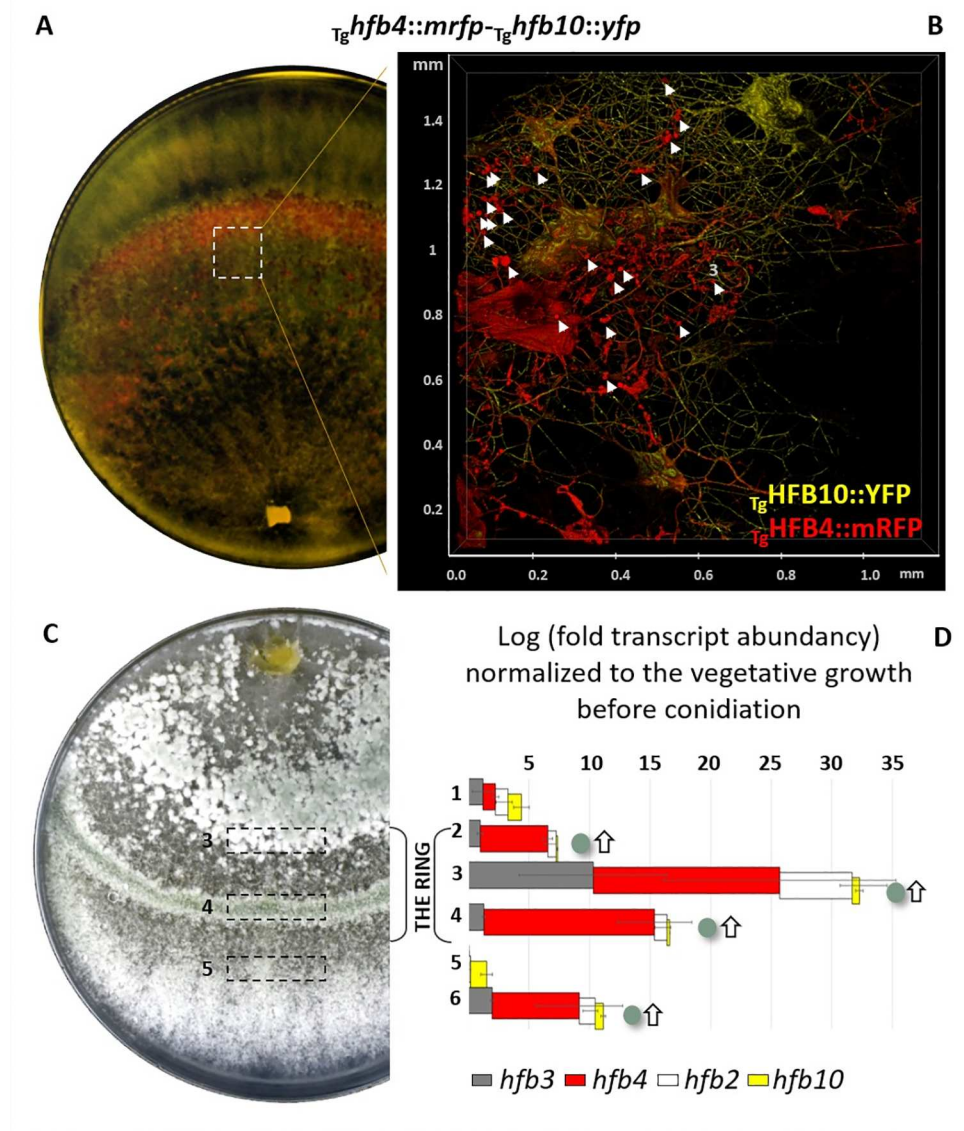 A
Tghfb4::mrfp-Tghfb10::yfp
B
mm
1.4
1.2
1
0.8
0.6
0.4
0.2
3
TgHFB10::YFP
TgHFB4::mRFP
0.0 0.2 0.4 0.6 0.8 1.0 mm
C
3
4
5
Log (fold transcript abundancy)
normalized to the vegetative growth
before conidiation
D
5 10 15 20 25 30 35
1
2
3
4
5
6
THE RING
hfb3 hfb4 hfb2 hfb10